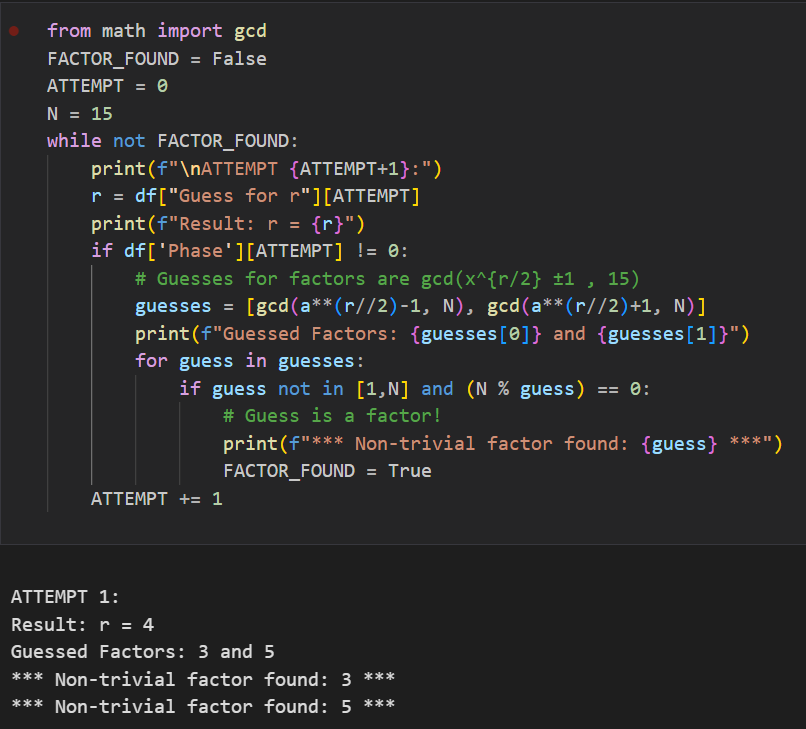 from math import gcd
FACTOR_FOUND = False
ATTEMPT = 0
N = 15
while not FACTOR_FOUND:
    print(f"\nATTEMPT {ATTEMPT+1}:")
    r = df["Guess for r"][ATTEMPT]
    print(f"Result: r = {r}")
    if df['Phase'][ATTEMPT] != 0:
        # Guesses for factors are gcd(x^{r/2} ±1 , 15)
        guesses = [gcd(a**(r//2)-1, N), gcd(a**(r//2)+1, N)]
        print(f"Guessed Factors: {guesses[0]} and {guesses[1]}")
        for guess in guesses:
            if guess not in [1,N] and (N % guess) == 0:
                # Guess is a factor!
                print(f"*** Non-trivial factor found: {guess} ***")
                FACTOR_FOUND = True
    ATTEMPT += 1
ATTEMPT 1:
Result: r = 4
Guessed Factors: 3 and 5
*** Non-trivial factor found: 3 ***
*** Non-trivial factor found: 5 ***